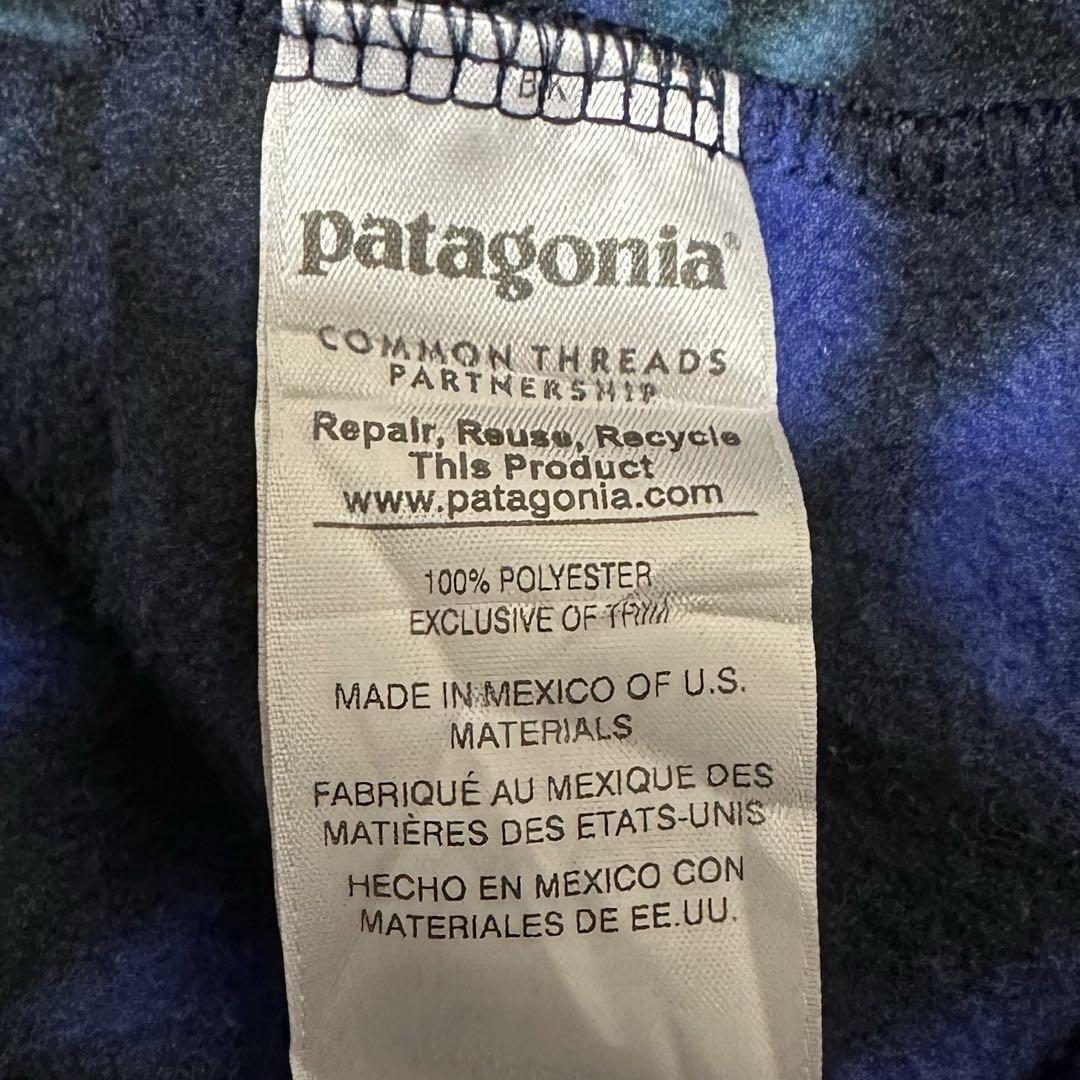 patagonia®
COMMON THREADS
PARTNERSHIP
Repair, Reuse, Recycle
This Product
www.patagonia.com
100% POLYESTER
EXCLUSIVE OF TRIM
MADE IN MEXICO OF U.S.
MATERIALS
FABRIQUÉ AU MEXIQUE DES
MATIÈRES DES ETATS-UNIS
HECHO EN MEXICO CON
MATERIALES DE EE.UU.